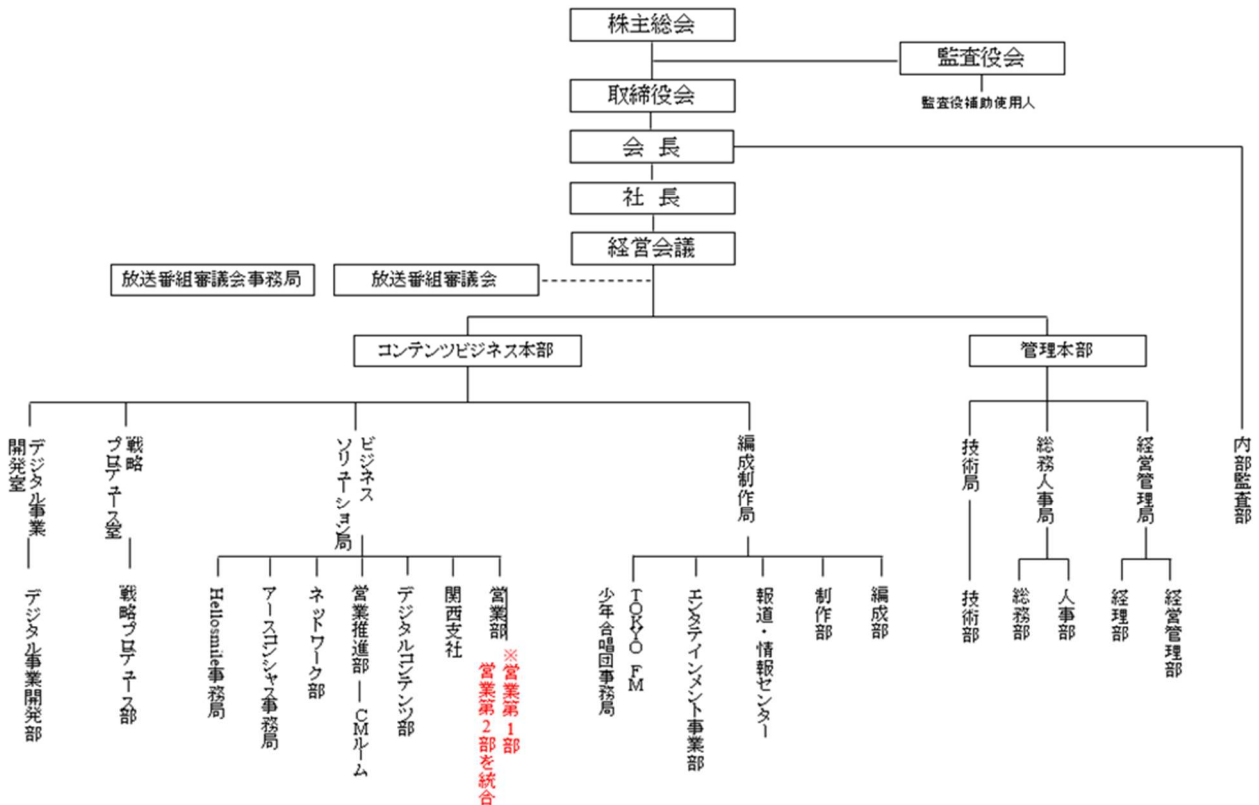 株主総会
監査役会
監査役補助使用人
取締役会
会 長
社 長
経営会議
放送番組審議会事務局
放送番組審議会
コンテンツビジネス本部
管理本部
デジタル事業
開発室
戦略
プロデュース室
ビジネス
ソリューション局
編成制作局
技術局
総務人事局
経営管理局
内部監査部
デジタル事業開発部
戦略プロデュース部
Hellosmile事務局
アースコンシャス事務局
ネットワーク部
営業推進部
CMルーム
デジタルコンテンツ部
関西支社
営業部
※営業第1部
営業第2部を統合
TOKYO FM
少年合唱団事務局
エンタテインメント事業部
報道・情報センター
制作部
編成部
技術部
総務部
人事部
経理部
経営管理部